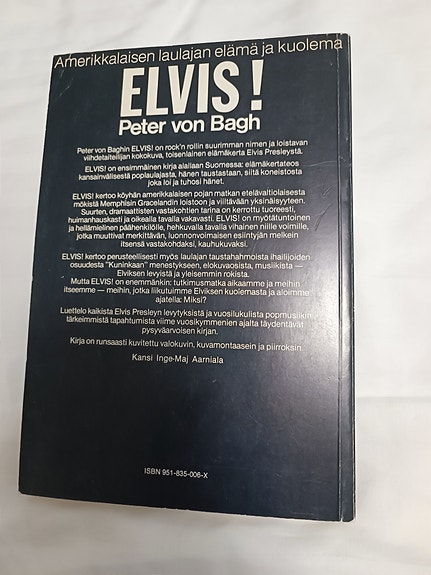 Amerikkalaisen laulajan elämä ja kuolema
ELVIS!
Peter von Bagh
Peter von Baghin ELVIS! on rock'n rollin suurimman nimen ja loistavan
viihdetaiteilijan kokokuva, toisenlainen elämäkerta Elvis Presleystä.
ELVIS! on ensimmäinen kirja alallaan Suomessa: elämäkertateos
kansainvälisestä poplaulajasta, hänen taustastaan, siitä koneistosta
joka loi ja tuhosi hänet.
ELVIS! kertoo köyhän amerikkalaisen pojan matkan etelävaltiolaisesta
mökistä Memphisin Gracelandin loistoon ja viiltävään yksinäisyyteen.
Suurten, dramaattisten vastakohtien tarina on kerrottu tuoreesti,
huimanhauskasti ja oikealla tavalla vakavasti. ELVIS! on myötätuntoinen
ja hellämielinen päähenkilölle, hehkuvalla tavalla vihainen niille voimille,
jotka muuttivat merkittävän, luonnonvoimaisen esiintyjän melkein
itsensä vastakohdaksi, kauhukuvaksi.
ELVIS! kertoo perusteellisesti myös laulajan taustahahmoista ihailijoiden
osuudesta "Kuninkaan" menestykseen, elokuvaosista, musiikista —
Elviksen levyistä ja yleisemmin rokista.
Mutta ELVIS! on enemmänkin: tutkimusmatka aikaamme ja meihin
itseemme — meihin, jotka liikutuimme Elviksen kuolemasta ja aloimme
ajatella: Miksi?
Luettelo kaikista Elvis Presleyn levytyksistä ja vuosilukulista popmusiikin
tärkeimmistä tapahtumista viime vuosikymmenien ajalta täydentävät
pysyväarvoisen kirjan.
Kirja on runsaasti kuvitettu valokuvin, kuvamontaasein ja piirroksin.
Kansi Inge-Maj Aarniala
ISBN 951-835-006-X